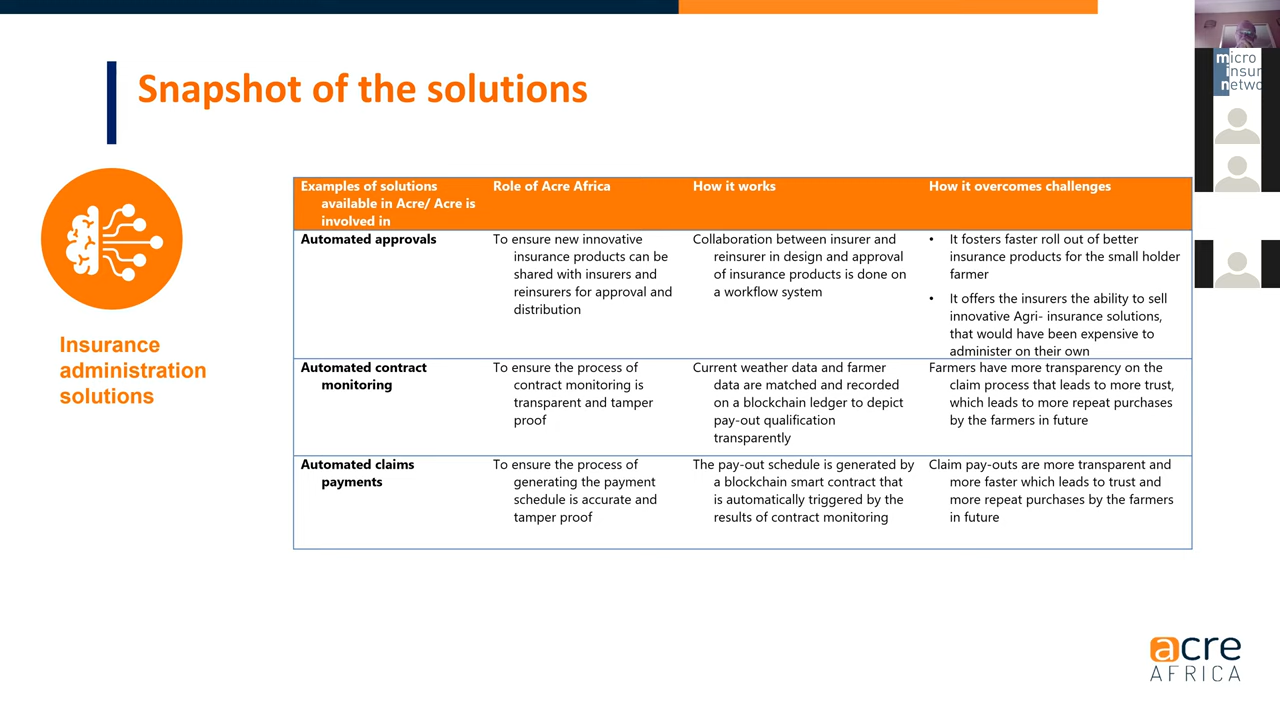 Snapshot of the solutions
micro
insur
netwo
Insurance
administration
solutions
Examples of solutions
available in Acre/ Acre is
involved in
Role of Acre Africa
How it works
How it overcomes challenges
Automated approvals
To ensure new innovative
insurance products can be
shared with insurers and
reinsurers for approval and
distribution
Collaboration between insurer and
reinsurer in design and approval
of insurance products is done on
a workflow system
• It fosters faster roll out of better
insurance products for the small holder
farmer
• It offers the insurers the ability to sell
innovative Agri- insurance solutions,
that would have been expensive to
administer on their own
Automated contract
monitoring
To ensure the process of
contract monitoring is
transparent and tamper
proof
Current weather data and farmer
data are matched and recorded
on a blockchain ledger to depict
pay-out qualification
transparently
Farmers have more transparency on the
claim process that leads to more trust,
which leads to more repeat purchases
by the farmers in future
Automated claims
payments
To ensure the process of
generating the payment
schedule is accurate and
tamper proof
The pay-out schedule is generated by
a blockchain smart contract that
is automatically triggered by the
results of contract monitoring
Claim pay-outs are more transparent and
more faster which leads to trust and
more repeat purchases by the farmers
in future
acre
AFRICA